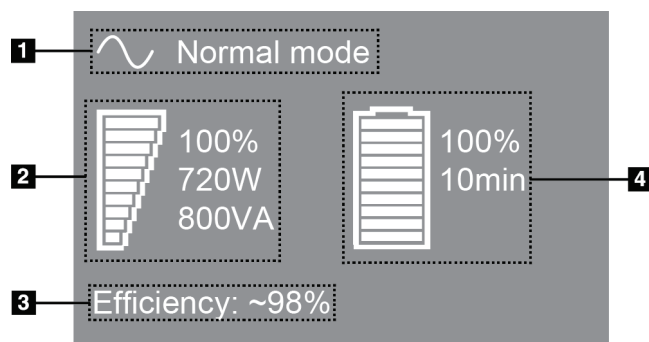 1
Normal mode
2
100%
720W
800VA
100%
10min
4
3
Efficiency: ~98%